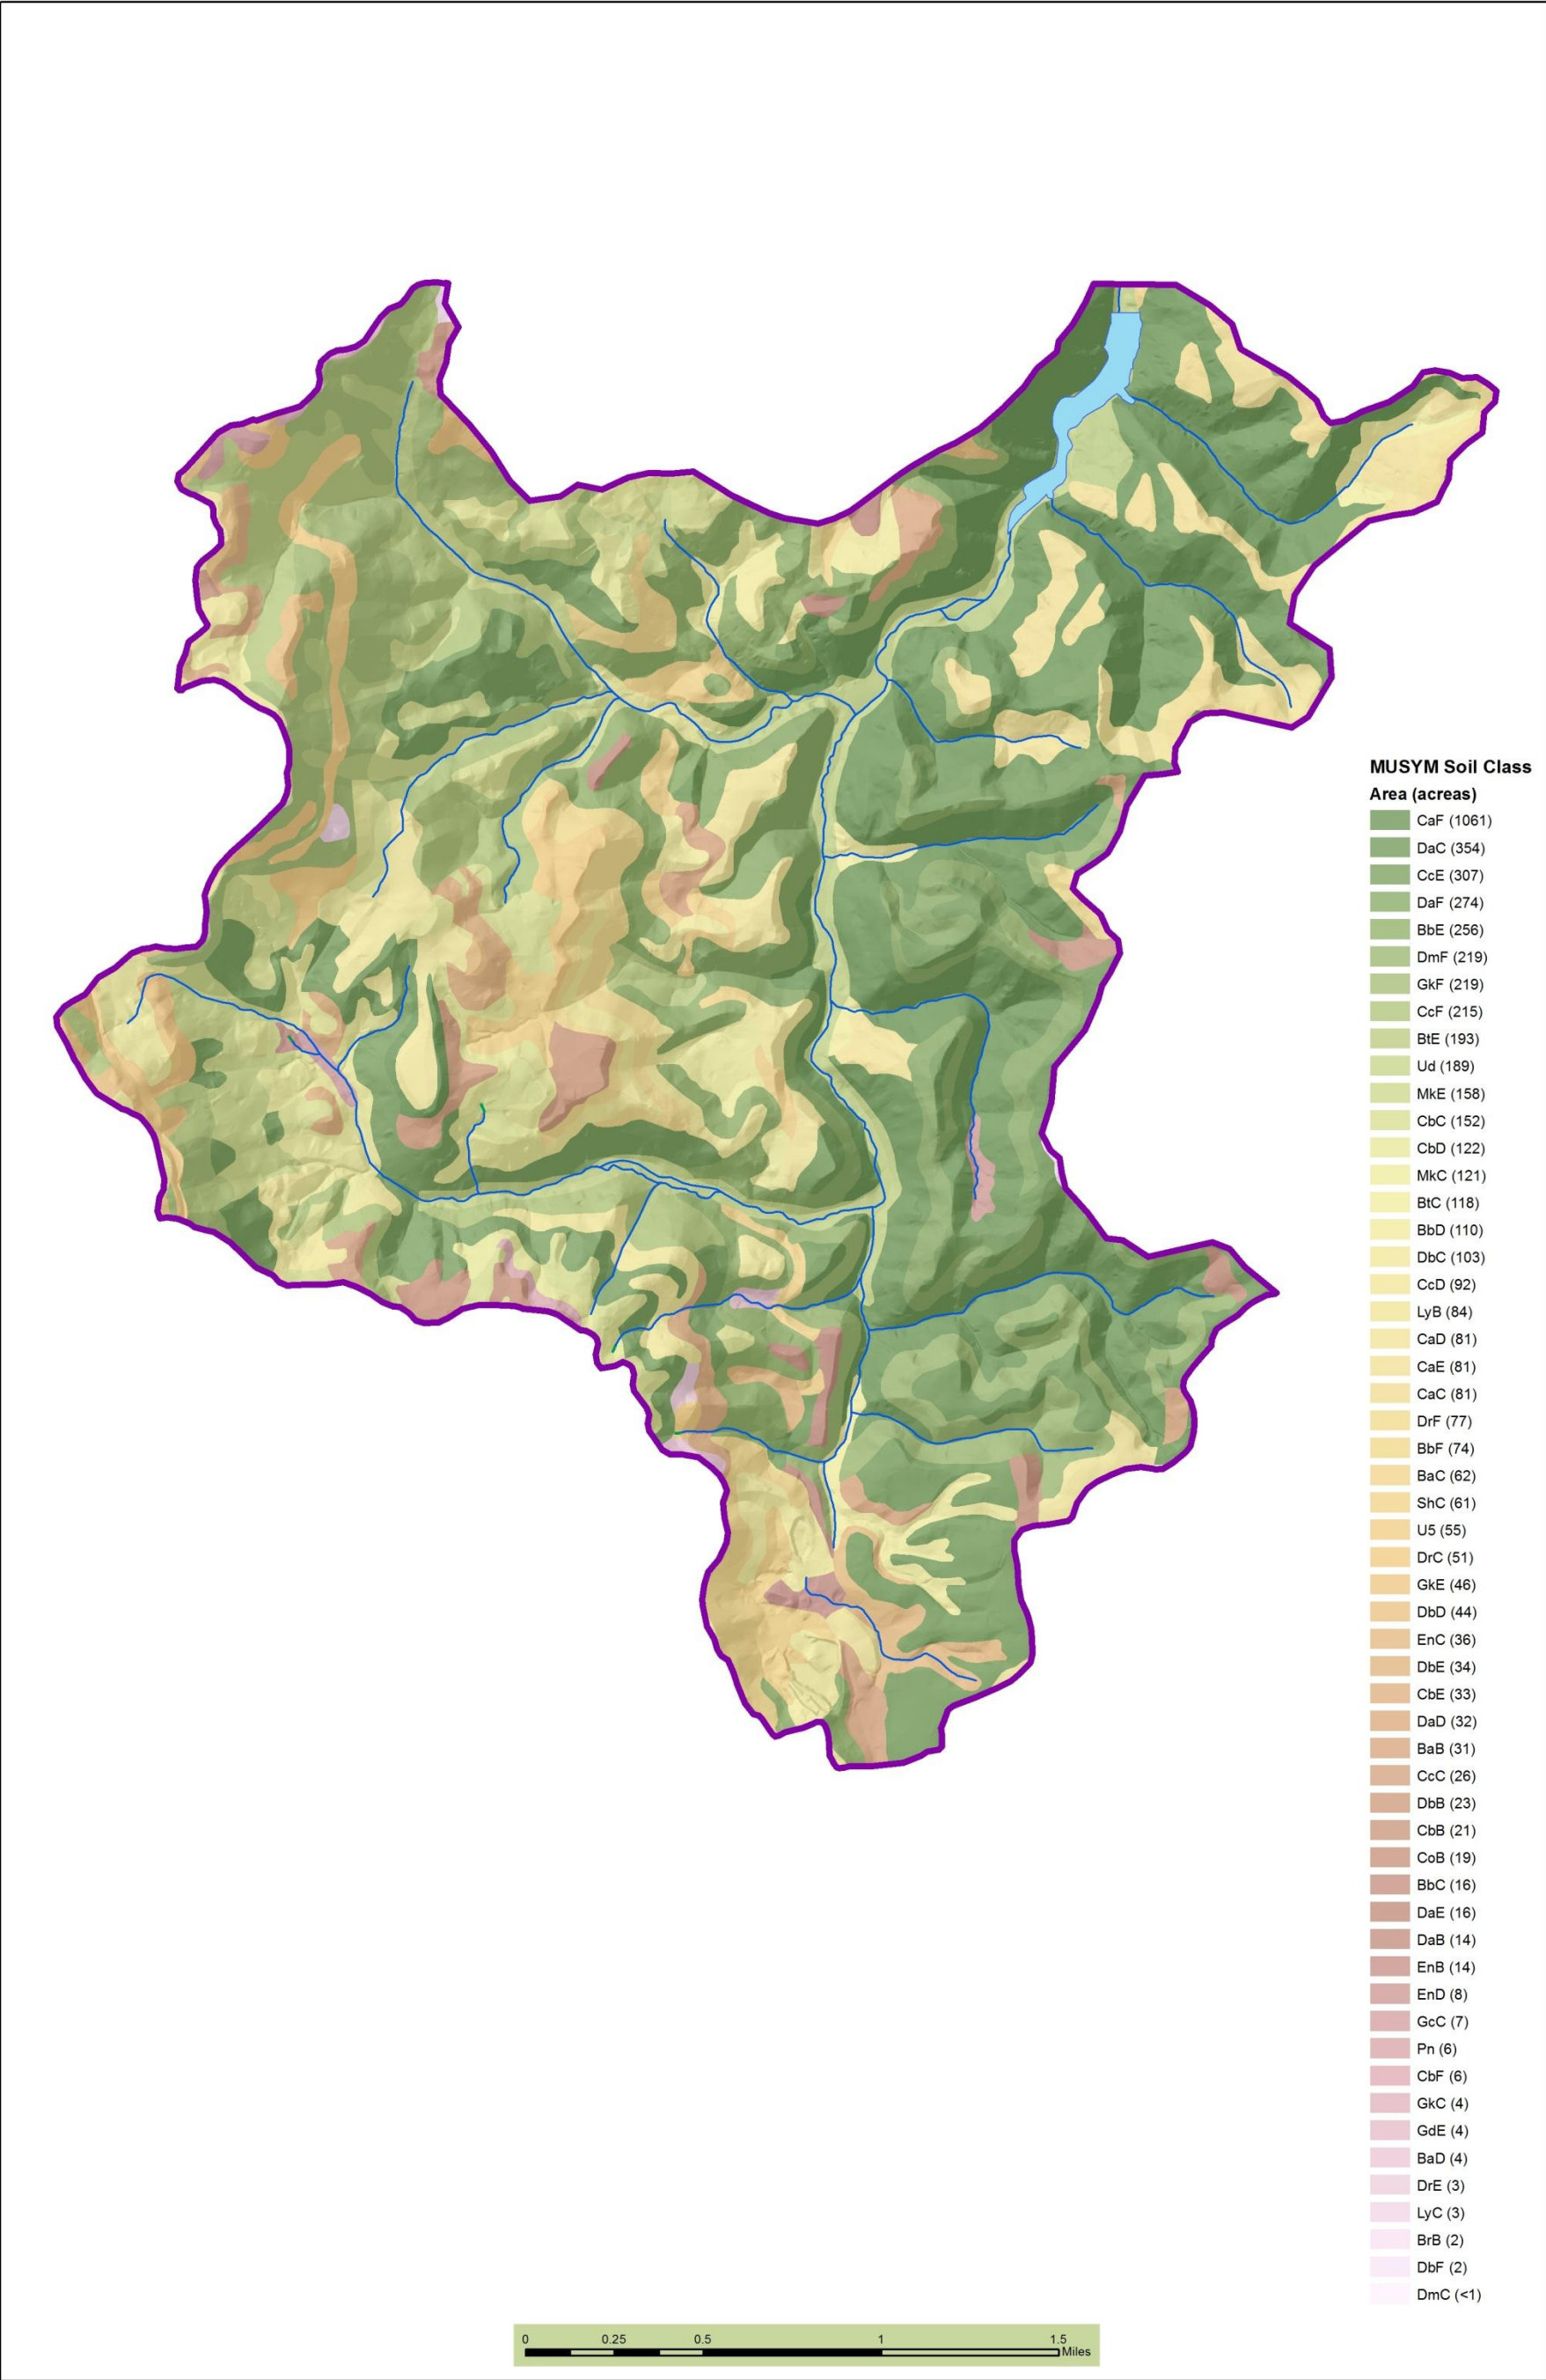 MUSYM Soil Class
Area (acreas)
CaF (1061)
DaC (354)
CcE (307)
DaF (274)
BbE (256)
DmF (219)
GkF (219)
CcF (215)
BtE (193)
Ud (189)
MkE (158)
CbC (152)
CbD (122)
MkC (121)
BtC (118)
BbD (110)
DbC (103)
CcD (92)
LyB (84)
CaD (81)
CaE (81)
CaC (81)
DrF (77)
BbF (74)
BaC (62)
ShC (61)
U5 (55)
DrC (51)
GkE (46)
DbD (44)
EnC (36)
DbE (34)
CbE (33)
DaD (32)
BaB (31)
CcC (26)
DbB (23)
CbB (21)
CoB (19)
BbC (16)
DaE (16)
DaB (14)
EnB (14)
EnD (8)
GcC (7)
Pn (6)
CbF (6)
GkC (4)
GdE (4)
BaD (4)
DrE (3)
LyC (3)
BrB (2)
DbF (2)
DmC (<1)
0 0.25 0.5 1 1.5
Miles